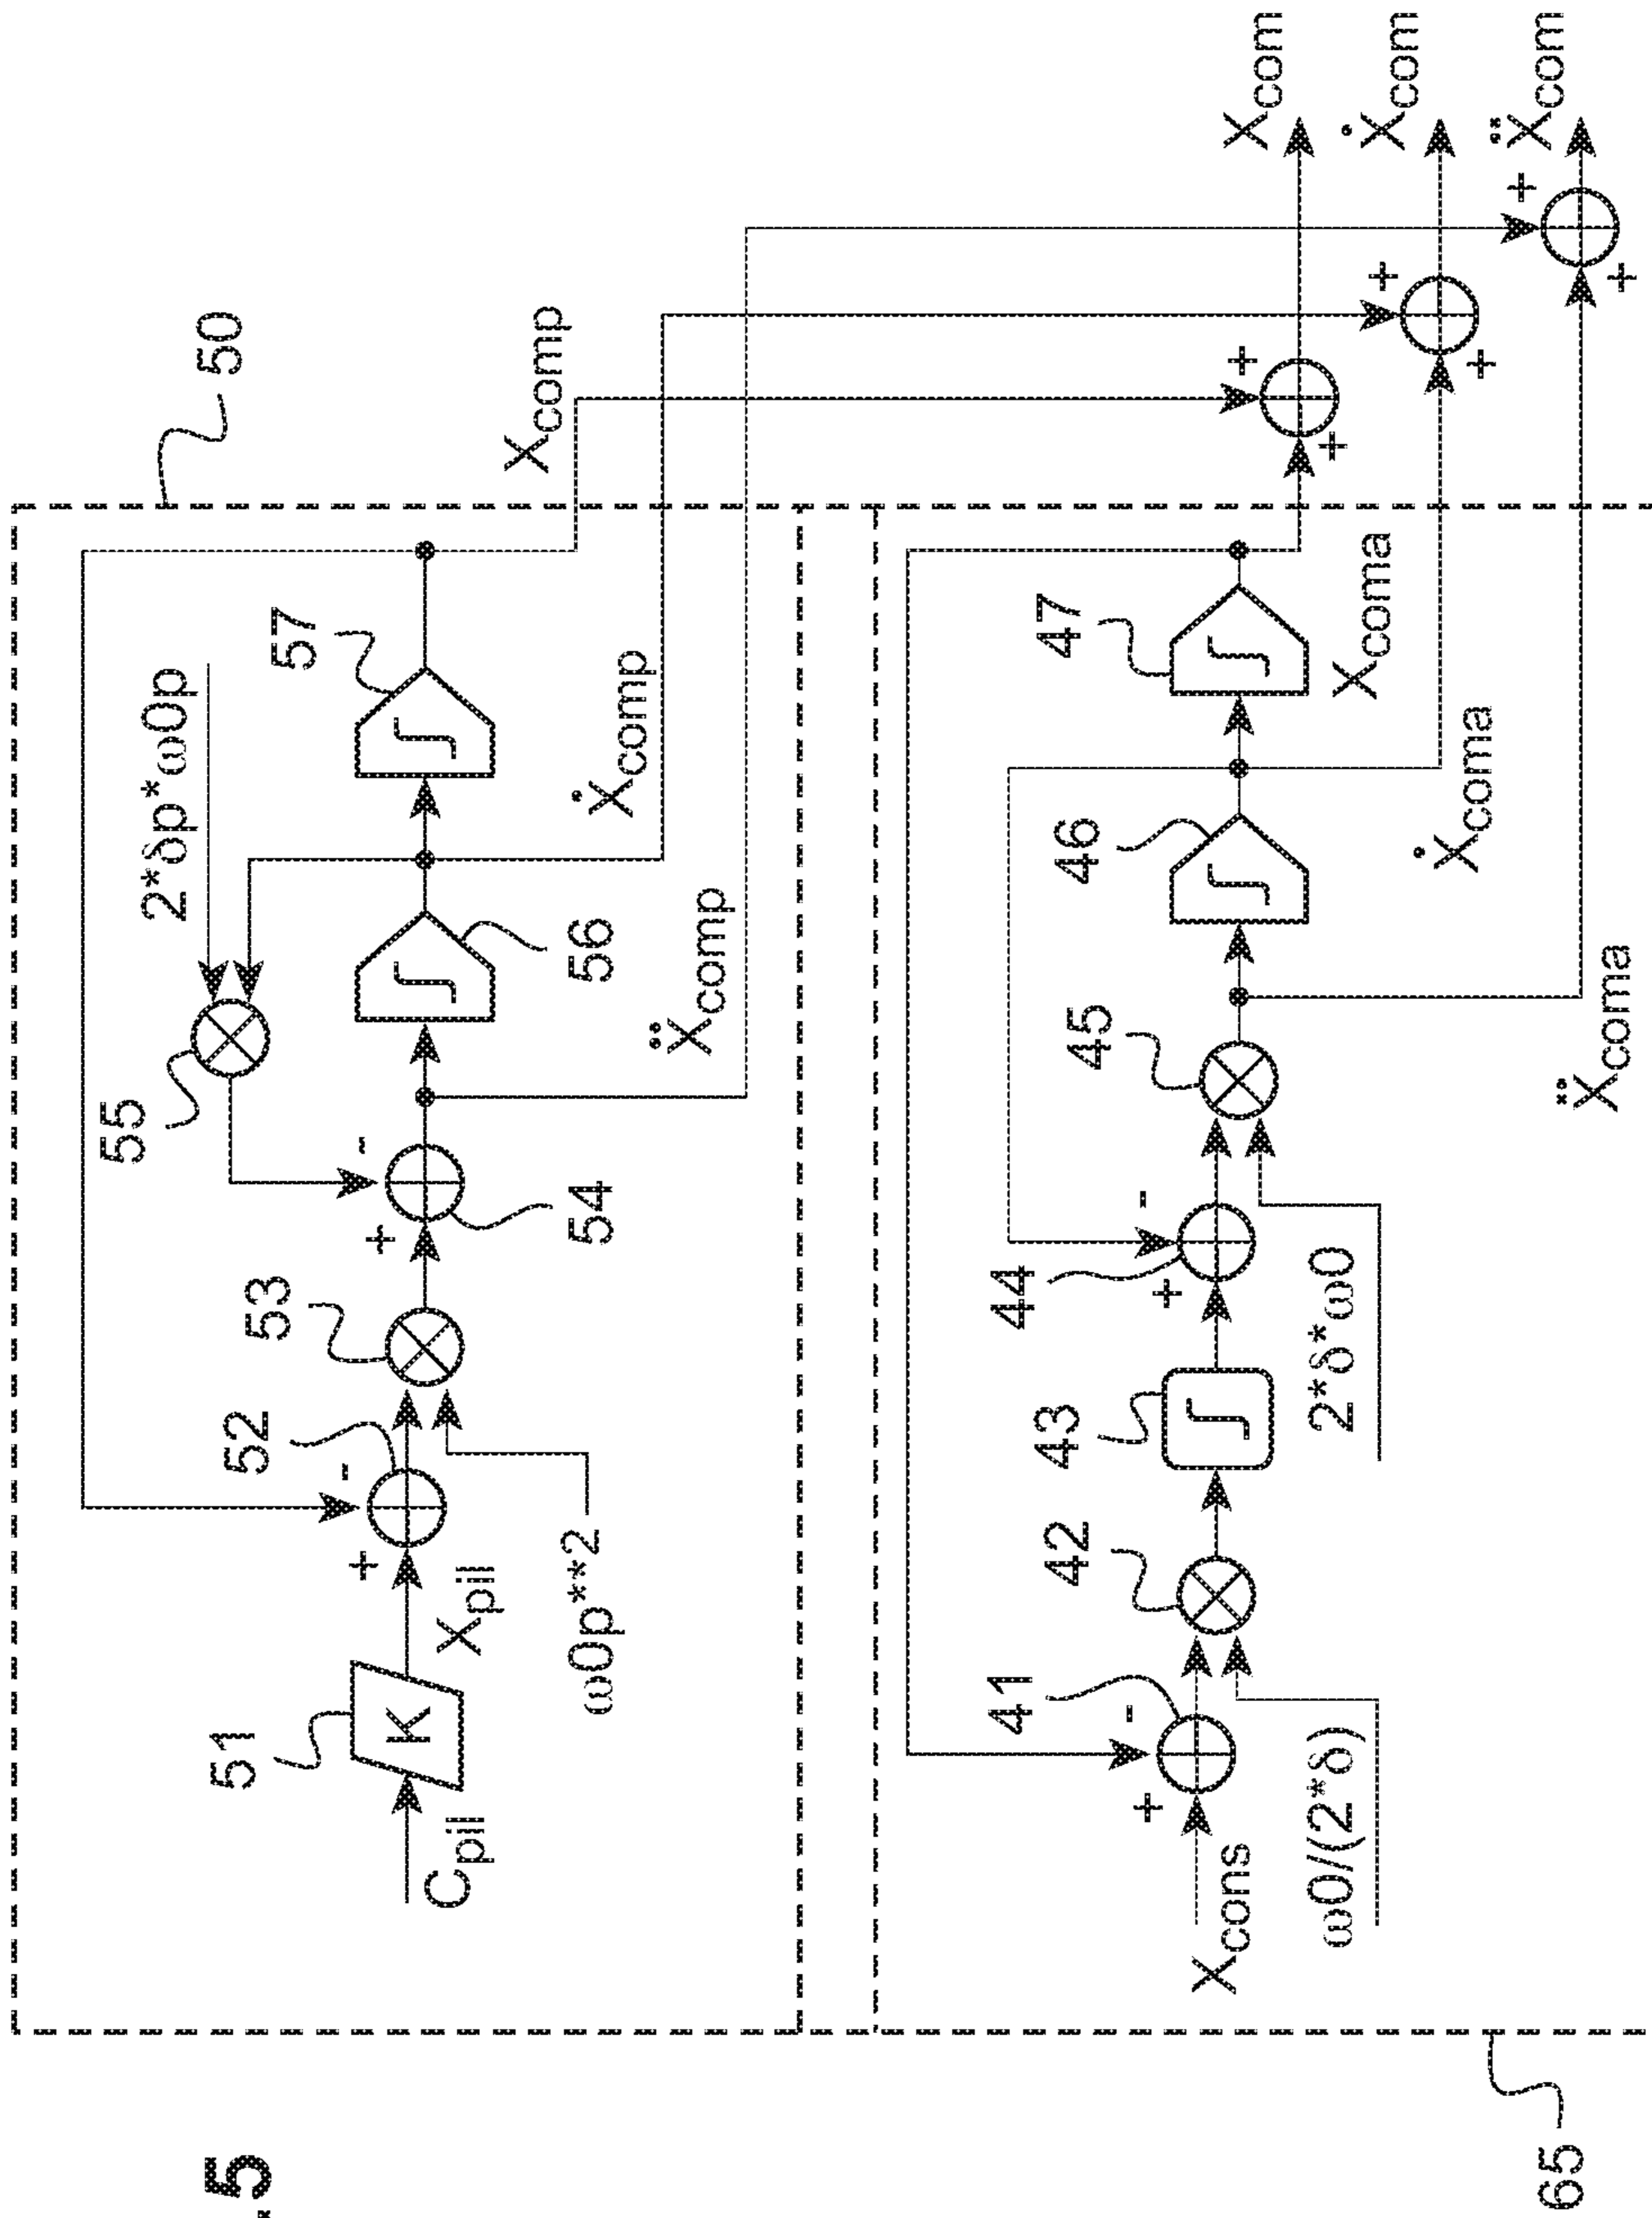 .5
50
2*δp*ω0p
55
57
Xcomp
53
52
51
K
Cpil
+
Xpil
-
ω0p**2
+
-
54
∫
56
Ẍcomp
∫
Ẋcomp
65
Xcons
+
-
41
ω0/(2*δ)
42
43
∫
+
-
44
2*δ*ω0
45
∫
46
Ẍcoma
∫
47
Ẋcoma
Xcoma
+
+
Xcom
+
+
Ẋcom
+
+
Ẍcom